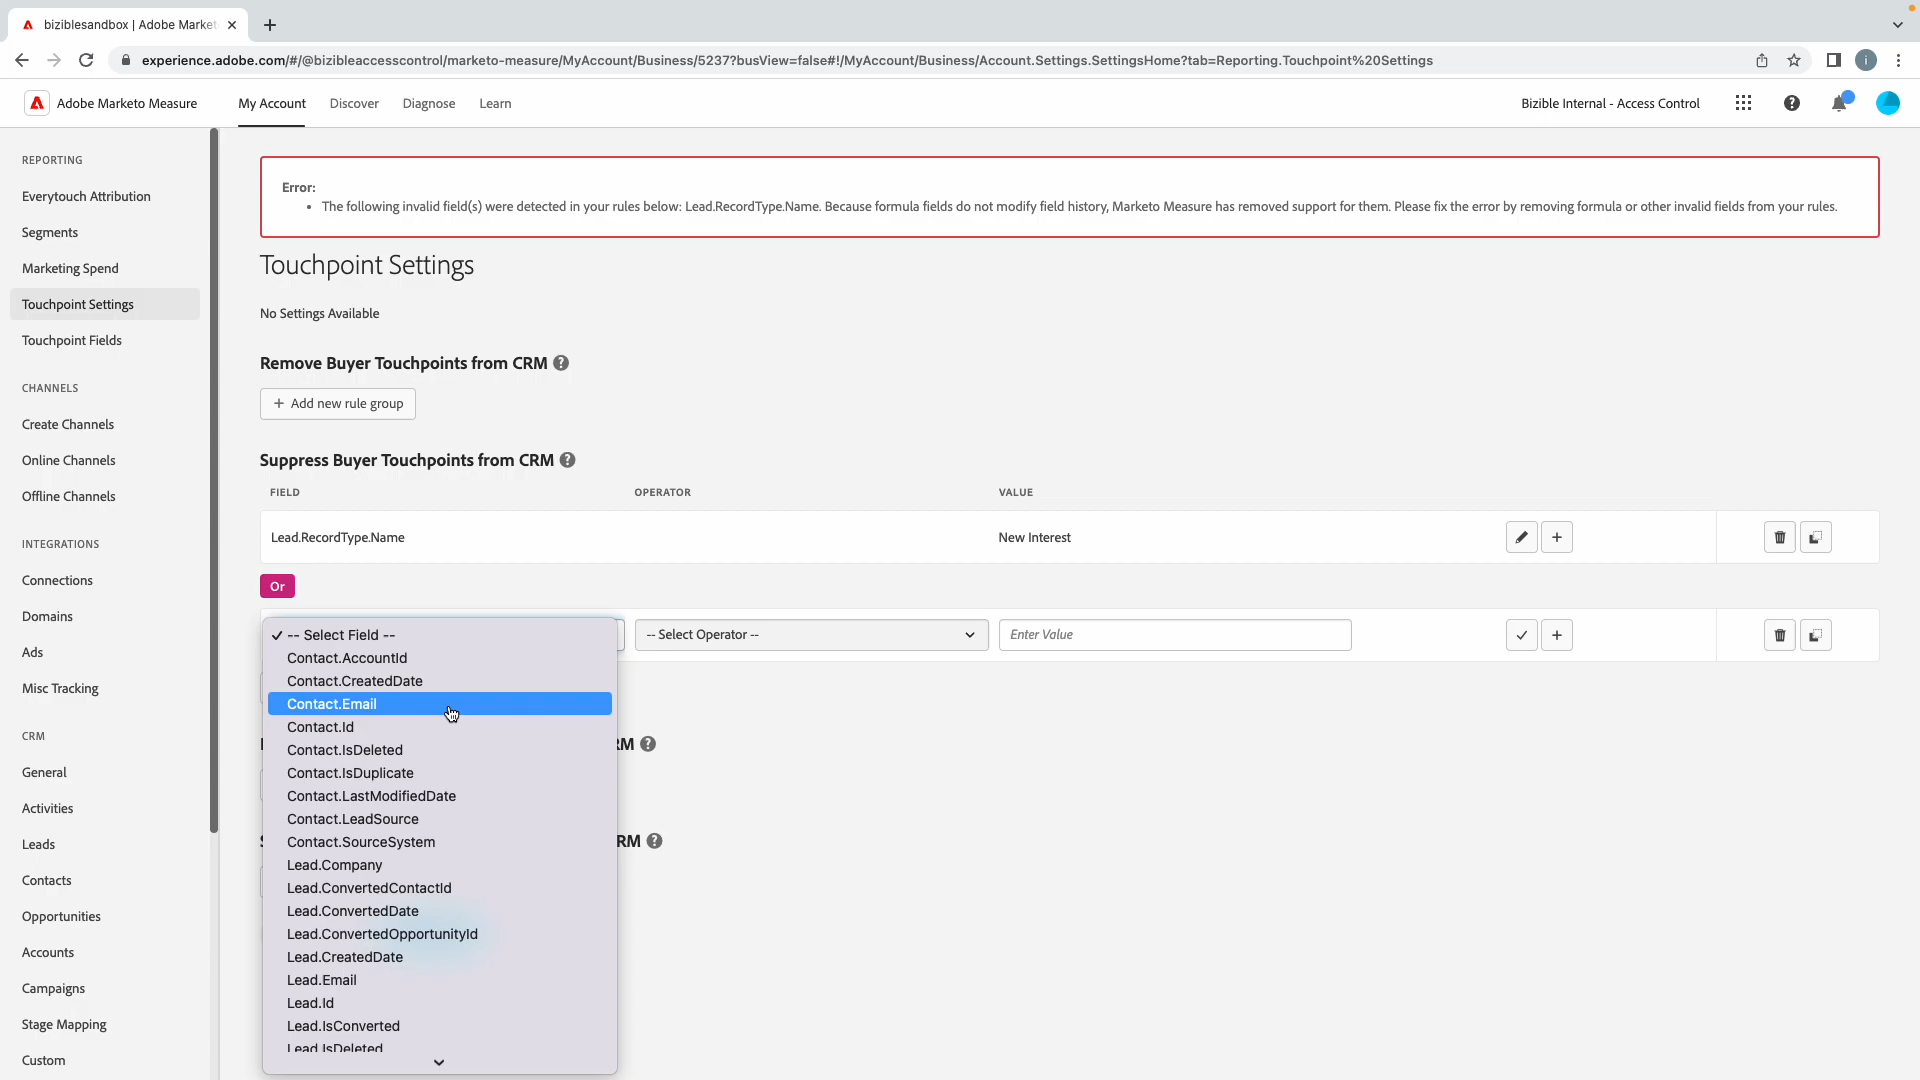 biziblesandbox | Adobe Market
experience.adobe.com/#/@bizibleaccesscontrol/marketo-measure/MyAccount/Business/5237?busView=false#!/MyAccount/Business/Account.Settings.SettingsHome?tab=Reporting.Touchpoint%20Settings
i
Adobe Marketo Measure
My Account
Discover
Diagnose
Learn
Bizible Internal - Access Control
REPORTING
Everytouch Attribution
Segments
Marketing Spend
Touchpoint Settings
Touchpoint Fields
CHANNELS
Create Channels
Online Channels
Offline Channels
INTEGRATIONS
Connections
Domains
Ads
Misc Tracking
CRM
General
Activities
Leads
Contacts
Opportunities
Accounts
Campaigns
Stage Mapping
Custom
Error:
• The following invalid field(s) were detected in your rules below: Lead.RecordType.Name. Because formula fields do not modify field history, Marketo Measure has removed support for them. Please fix the error by removing formula or other invalid fields from your rules.
Touchpoint Settings
No Settings Available
Remove Buyer Touchpoints from CRM ?
+ Add new rule group
Suppress Buyer Touchpoints from CRM ?
FIELD OPERATOR VALUE
Lead.RecordType.Name New Interest
Or
✓ -- Select Field --
-- Select Operator --
Enter Value
Contact.AccountId
Contact.CreatedDate
Contact.Email
Contact.Id
Contact.IsDeleted
Contact.IsDuplicate
Contact.LastModifiedDate
Contact.LeadSource
Contact.SourceSystem
Lead.Company
Lead.ConvertedContactId
Lead.ConvertedDate
Lead.ConvertedOpportunityId
Lead.CreatedDate
Lead.Email
Lead.Id
Lead.IsConverted
Lead.IsDeleted
RM ?
RM ?